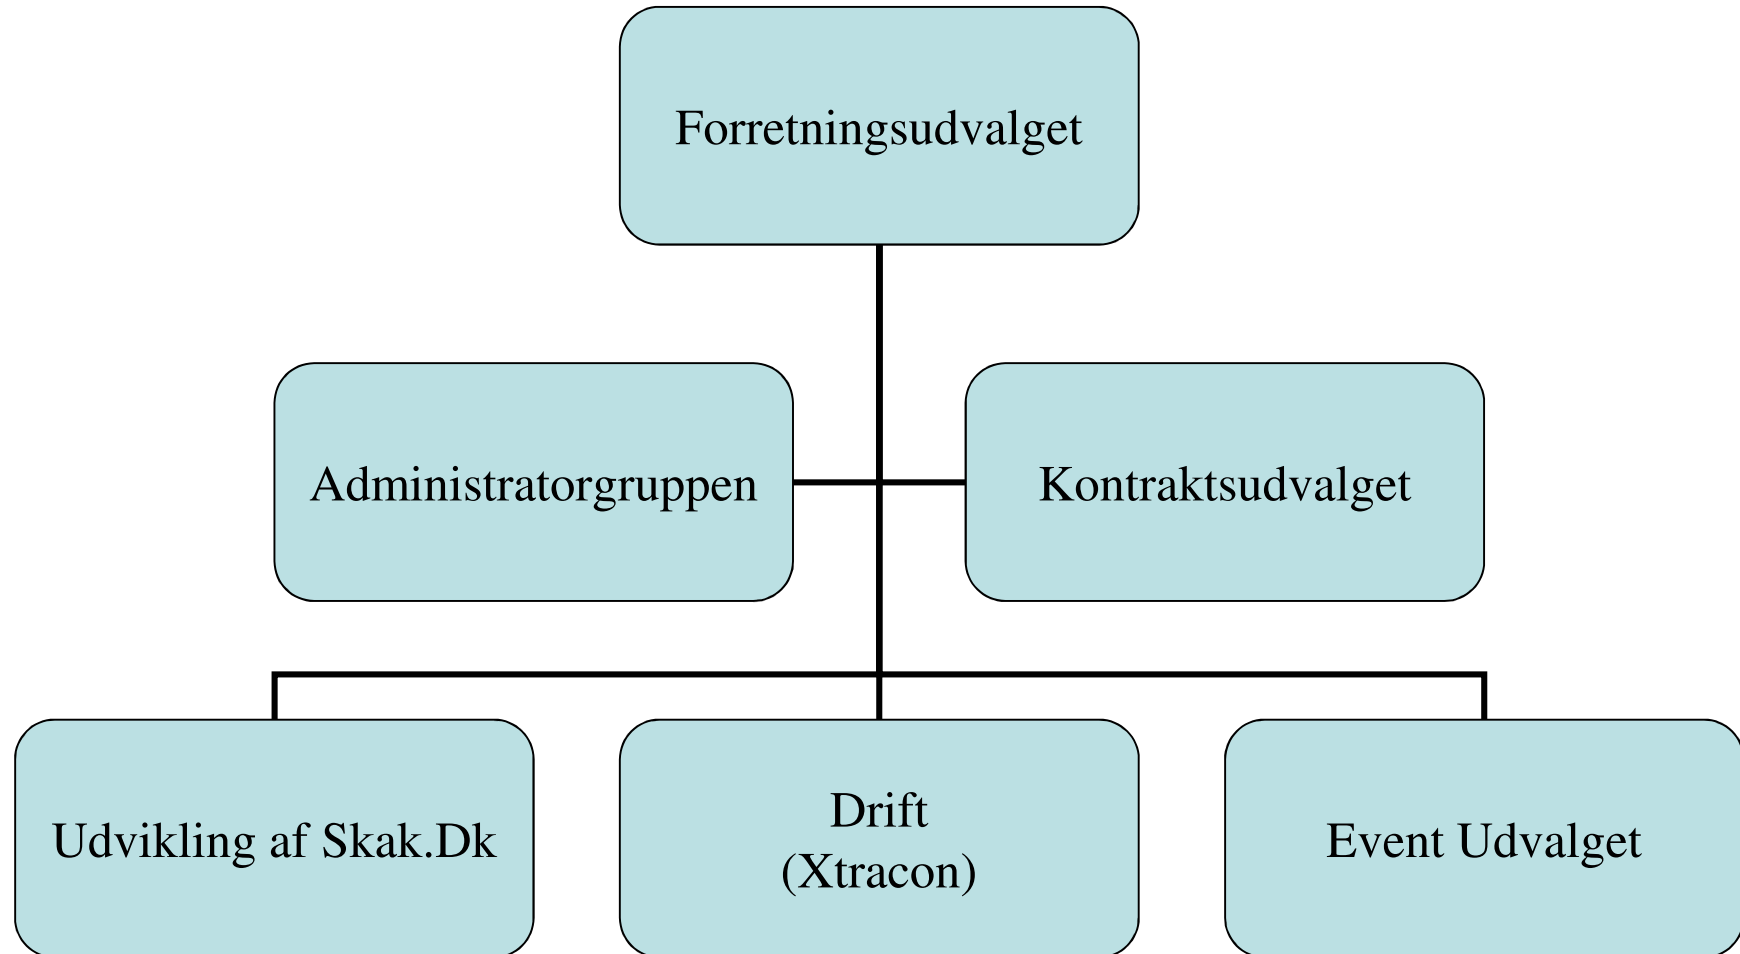 Forretningsudvalget
Administratorgruppen
Kontraktsudvalget
Udvikling af Skak.Dk
Drift
(Xtracon)
Event Udvalget